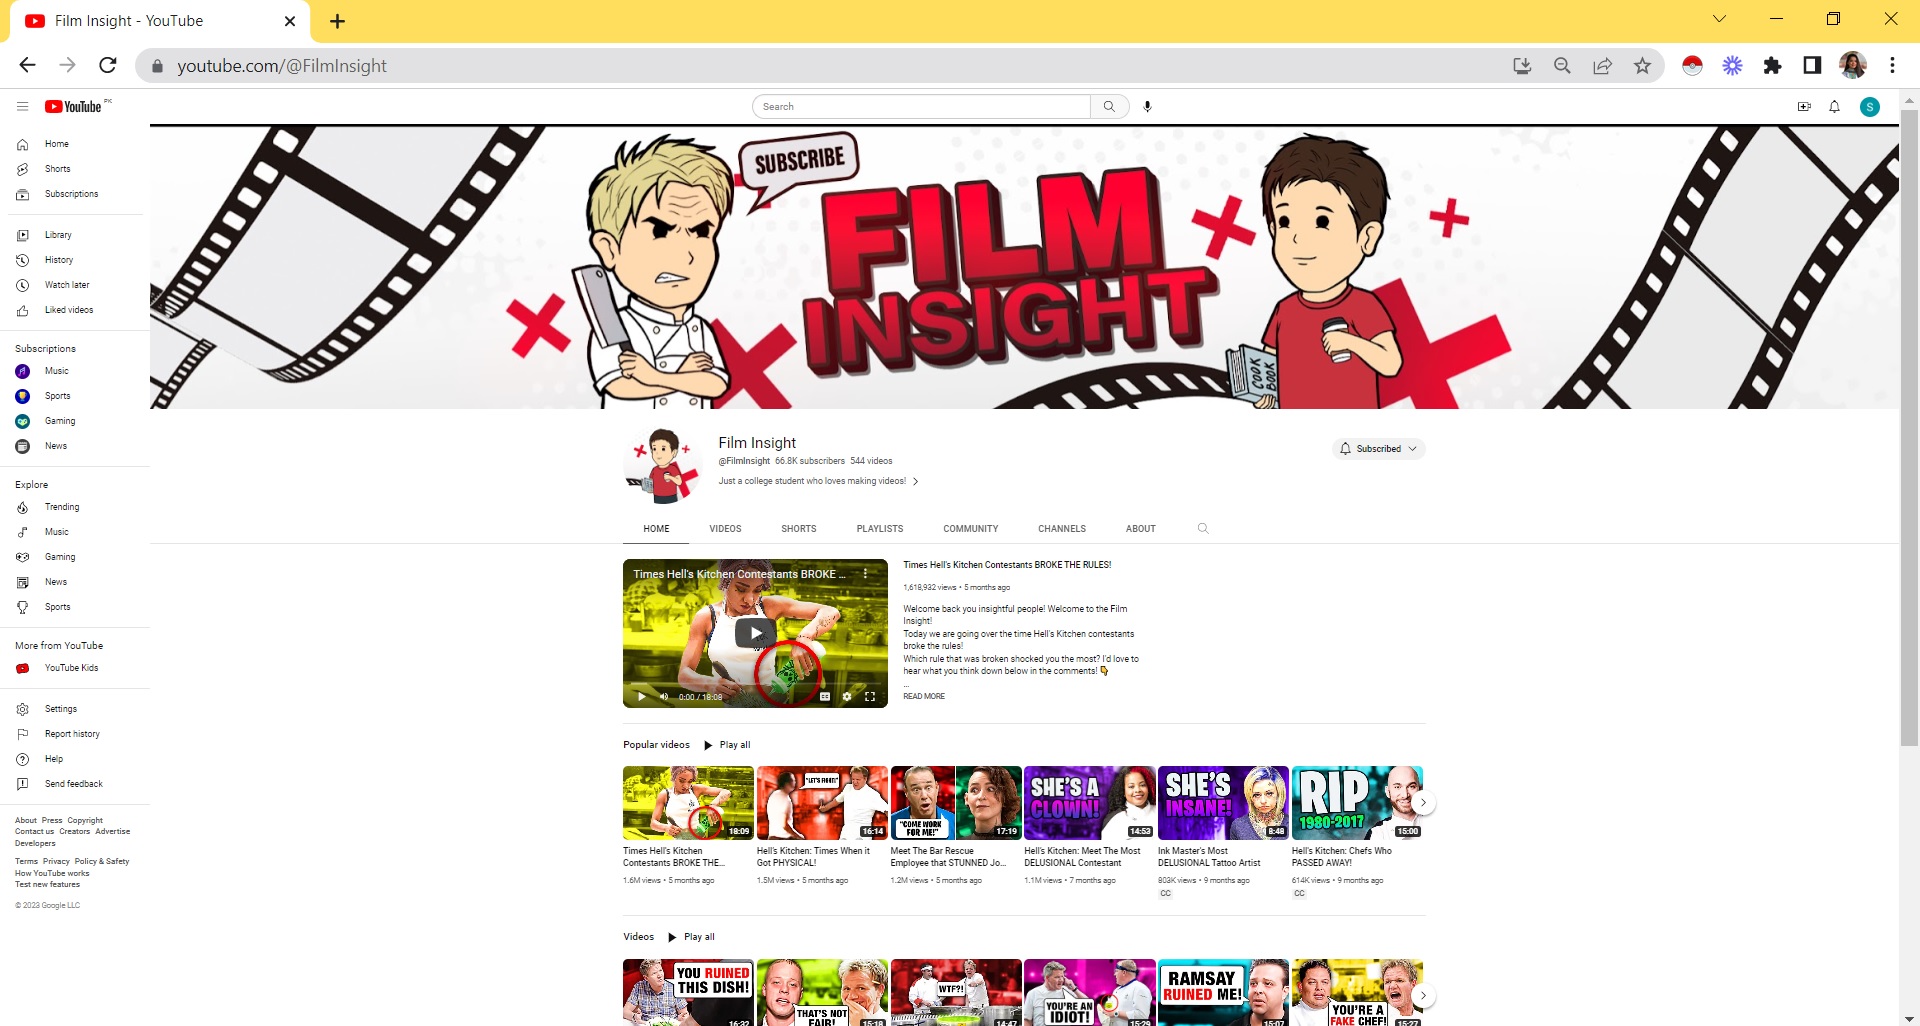 Film Insight - YouTube
youtube.com/@FilmInsight
YouTube PK
Search
S
Home
Shorts
Subscriptions
Library
History
Watch later
Liked videos
Subscriptions
Music
Sports
Gaming
News
Explore
Trending
Music
Gaming
News
Sports
More from YouTube
YouTube Kids
Settings
Report history
Help
Send feedback
About Press Copyright
Contact us Creators Advertise
Developers
Terms Privacy Policy & Safety
How YouTube works
Test new features
© 2023 Google LLC
SUBSCRIBE
FILM
INSIGHT
COOK
BOOK
Film Insight
@FilmInsight 66.8K subscribers 544 videos
Just a college student who loves making videos!
Subscribed
HOME VIDEOS SHORTS PLAYLISTS COMMUNITY CHANNELS ABOUT
Times Hell's Kitchen Contestants BROKE ...
0:00 / 18:09
Times Hell's Kitchen Contestants BROKE THE RULES!
1,618,932 views • 5 months ago
Welcome back you insightful people! Welcome to the Film
Insight!
Today we are going over the time Hell's Kitchen contestants
broke the rules!
Which rule that was broken shocked you the most? I'd love to
hear what you think down below in the comments! 👇
...
READ MORE
Popular videos Play all
18:09
Times Hell's Kitchen
Contestants BROKE THE...
1.6M views • 5 months ago
"LET'S FIGHT!"
16:14
Hell's Kitchen: Times When it
Got PHYSICAL!
1.5M views • 5 months ago
"COME WORK
FOR ME!"
17:19
Meet The Bar Rescue
Employee that STUNNED Jo...
1.2M views • 5 months ago
SHE'S A
CLOWN!
14:53
Hell's Kitchen: Meet The Most
DELUSIONAL Contestant
1.1M views • 7 months ago
SHE'S
INSANE!
8:48
Ink Master's Most
DELUSIONAL Tattoo Artist
803K views • 9 months ago
CC
RIP
1980-2017
15:00
Hell's Kitchen: Chefs Who
PASSED AWAY!
614K views • 9 months ago
CC
Videos Play all
YOU RUINED
THIS DISH!
16:32
THAT'S NOT
FAIR!
15:18
WTF?!
14:47
YOU'RE AN
IDIOT!
15:29
RAMSAY
RUINED ME!
15:07
YOU'RE A
FAKE CHEF!
15:27